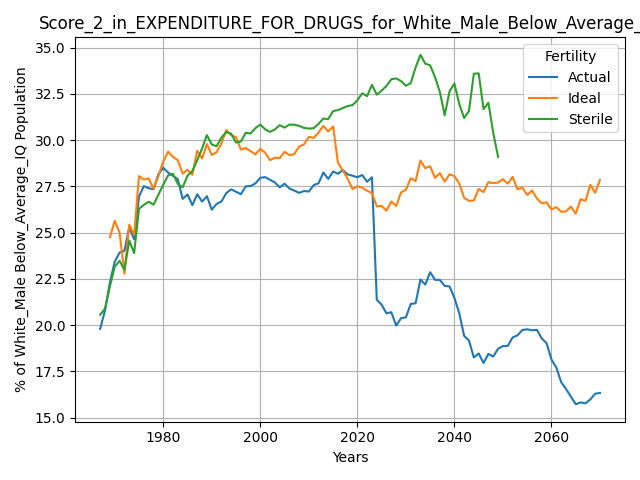 Score_2_in_EXPENDITURE_FOR_DRUGS_for_White_Male_Below_Average_
35.0
32.5
30.0
27.5
25.0
22.5
20.0
17.5
15.0
% of White_Male Below_Average_IQ Population
Fertility
Actual
Ideal
Sterile
1980
2000
2020
2040
2060
Years